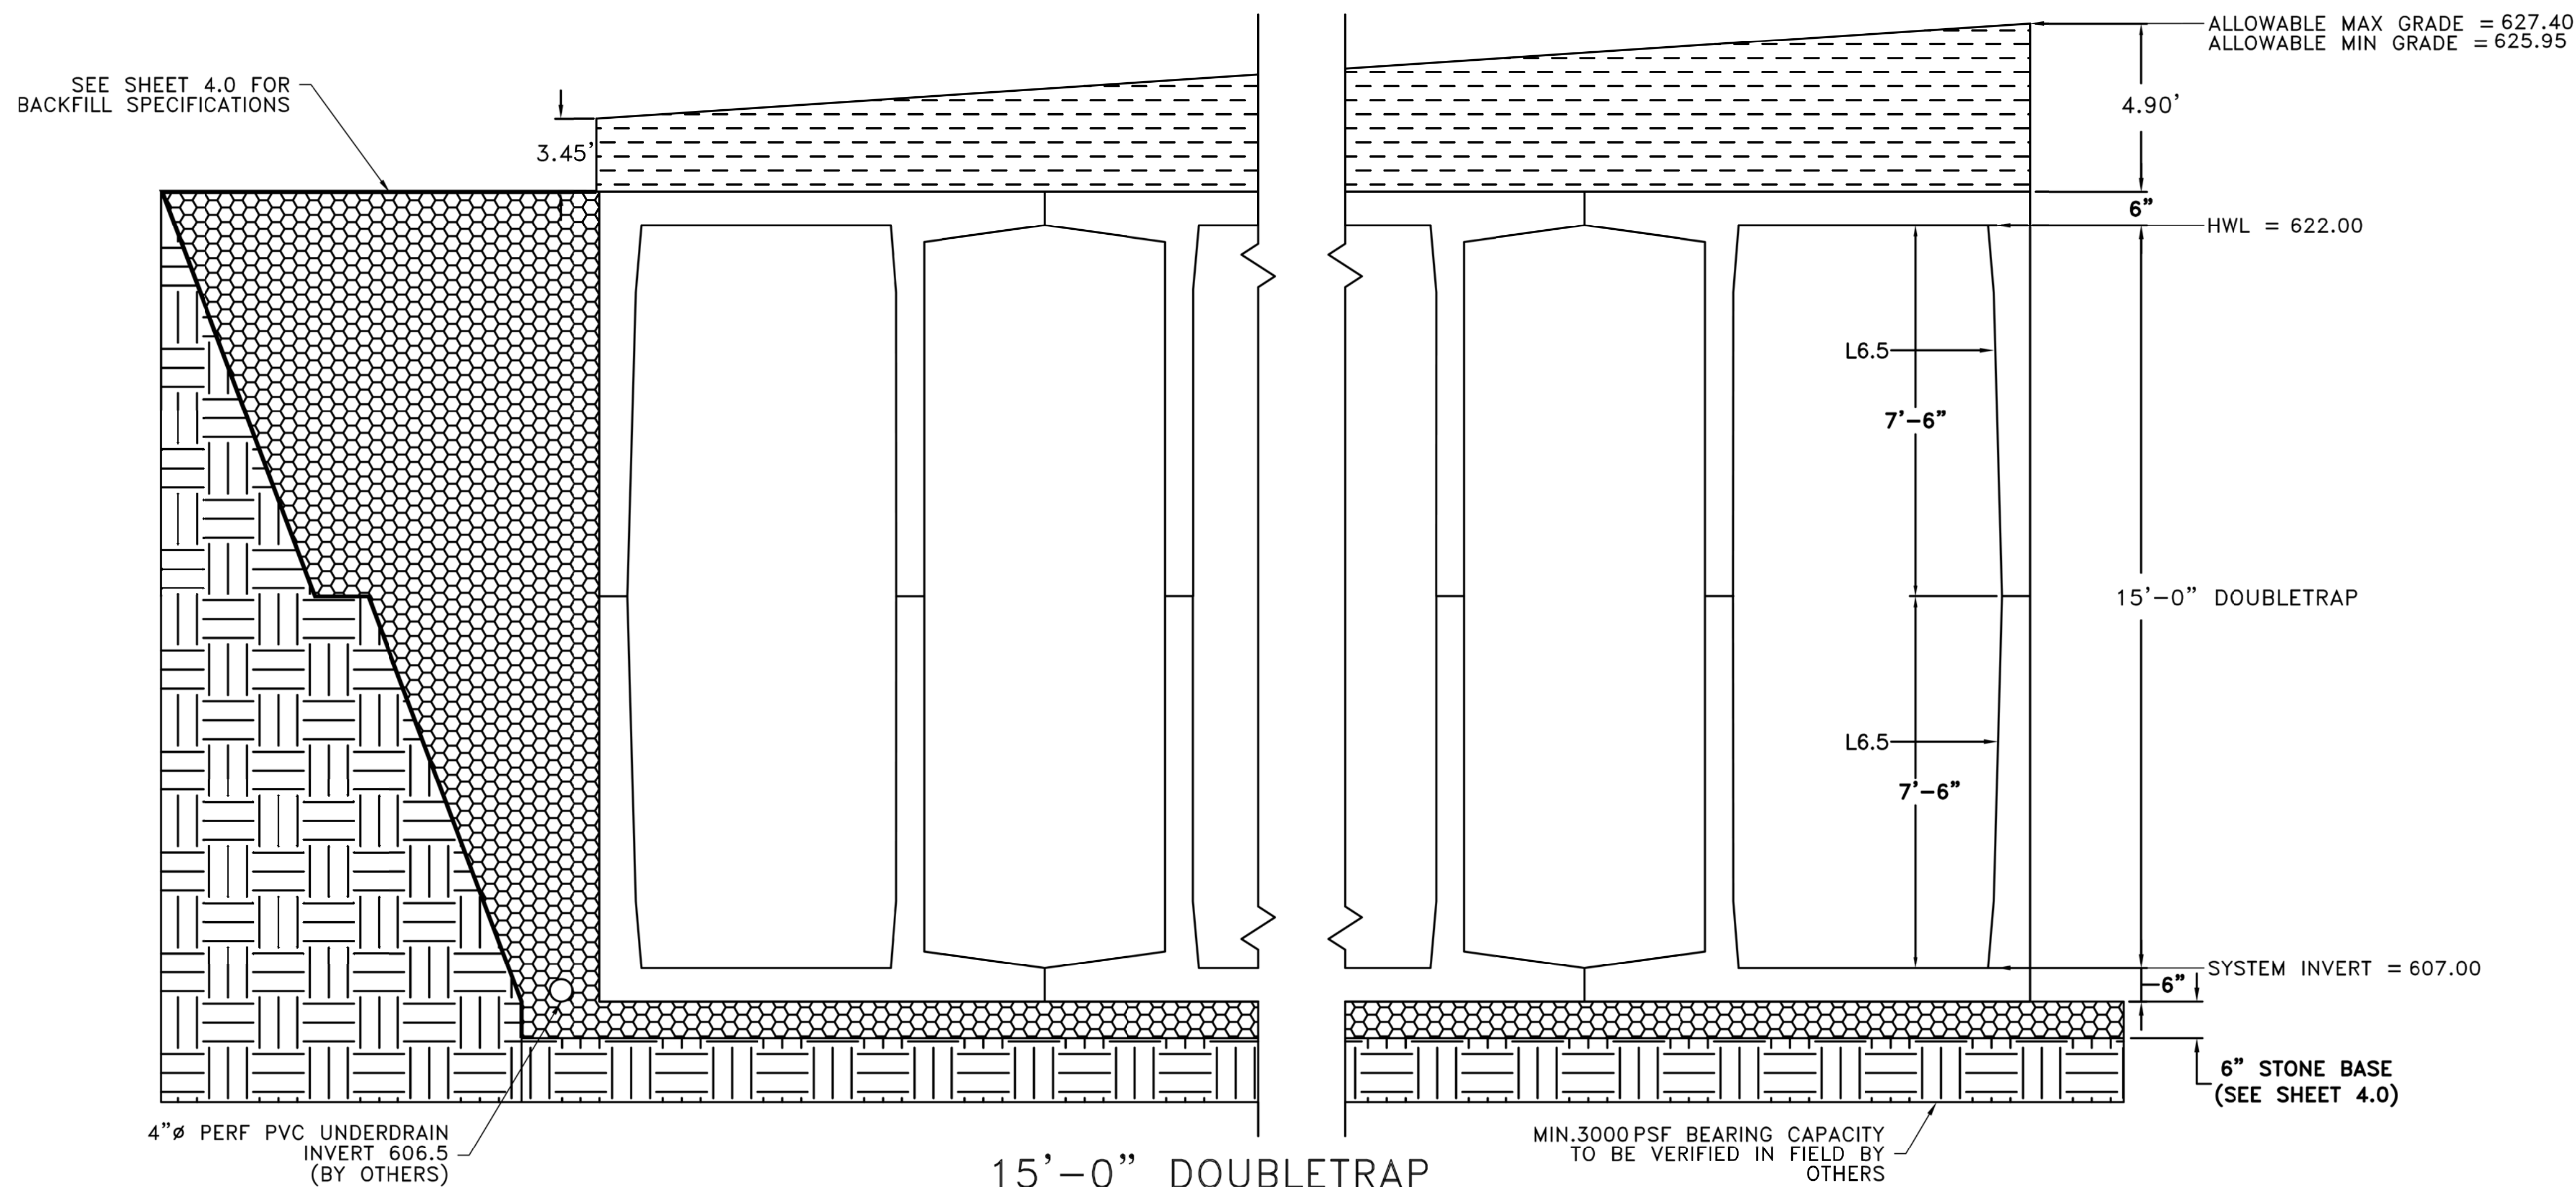 ALLOWABLE MAX GRADE = 627.40
ALLOWABLE MIN GRADE = 625.95
SEE SHEET 4.0 FOR
BACKFILL SPECIFICATIONS
4.90'
3.45'
6"
HWL = 622.00
L6.5
7'-6"
15'-0" DOUBLETRAP
L6.5
7'-6"
SYSTEM INVERT = 607.00
6"
6" STONE BASE
(SEE SHEET 4.0)
4"ø PERF PVC UNDERDRAIN
INVERT 606.5
(BY OTHERS)
MIN.3000 PSF BEARING CAPACITY
TO BE VERIFIED IN FIELD BY
OTHERS
15'-0" DOUBLETRAP